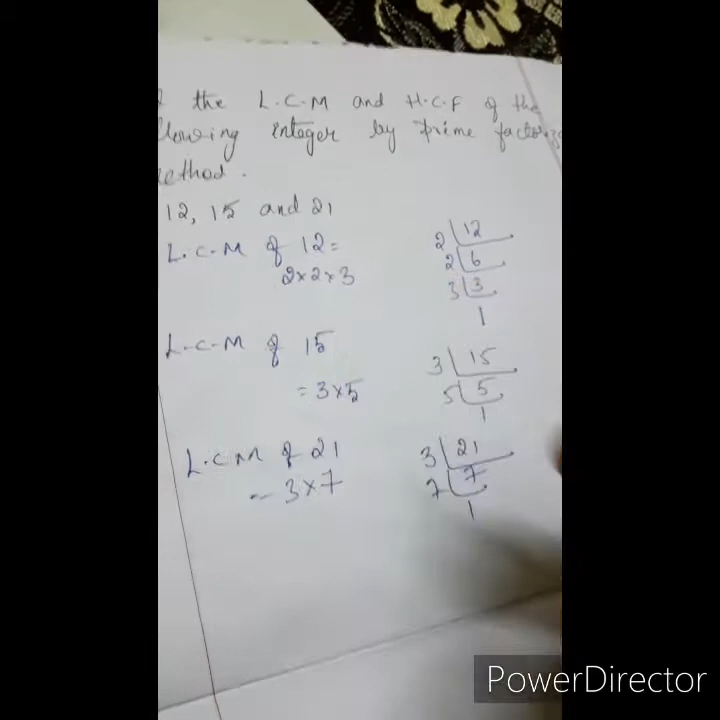 the L.C.M and H.C.F of the
lowing integer by prime factoriz
ethod.
12, 15 and 21
L.C.M of 12 =
2×2×3
2 12
2 6
3 3
1
L.C.M of 15
= 3×5
3 15
5 5
1
L.C.M of 21
= 3×7
3 21
7 7
1
PowerDirector